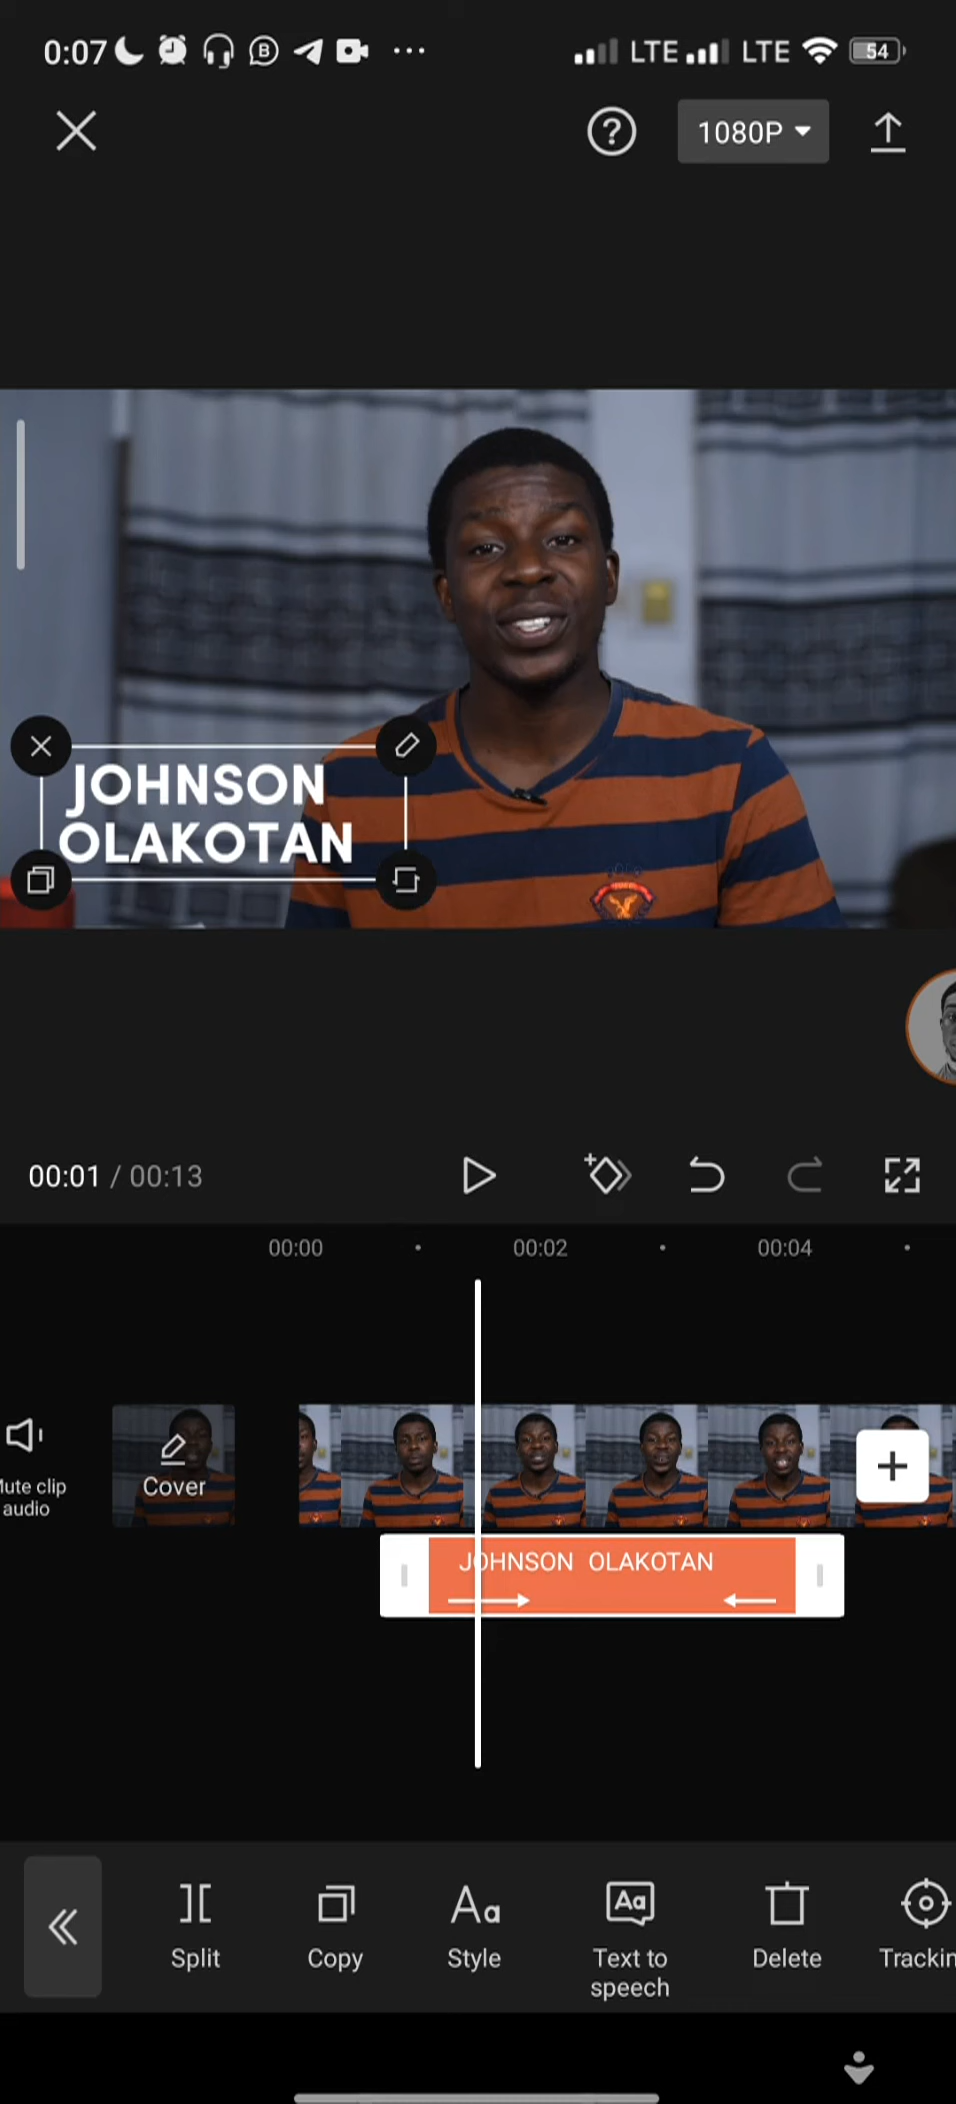 0:07
LTE LTE 54
1080P
JOHNSON
OLAKOTAN
00:01 / 00:13
00:00 00:02 00:04
Mute clip
audio
Cover
JOHNSON OLAKOTAN
Split
Copy
Style
Text to
speech
Delete
Trackin